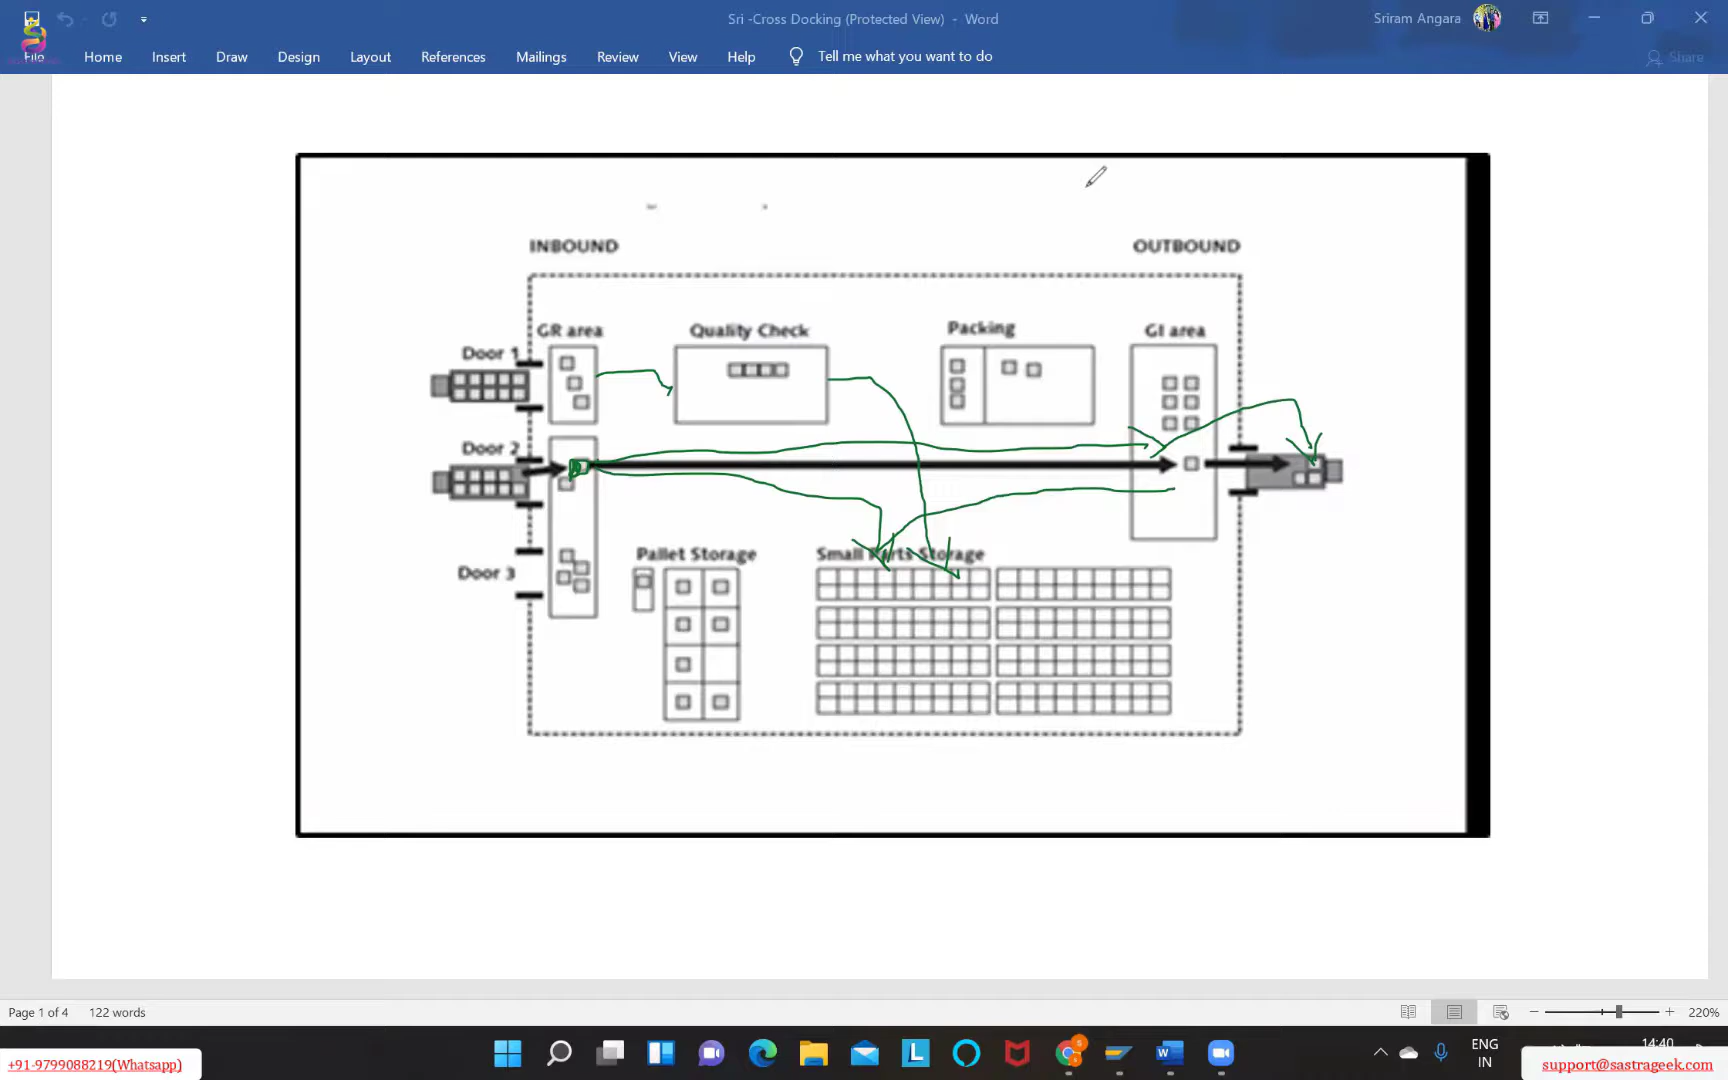 Sri -Cross Docking (Protected View) - Word
Sriram Angara
File Home Insert Draw Design Layout References Mailings Review View Help Tell me what you want to do
Share
INBOUND OUTBOUND
GR area Quality Check Packing GI area
Door 1
Door 2
Pallet Storage Small Parts Storage
Door 3
Page 1 of 4 122 words
220%
ENG
IN
14:40
+91-9799088219(Whatsapp)
support@sastrageek.com